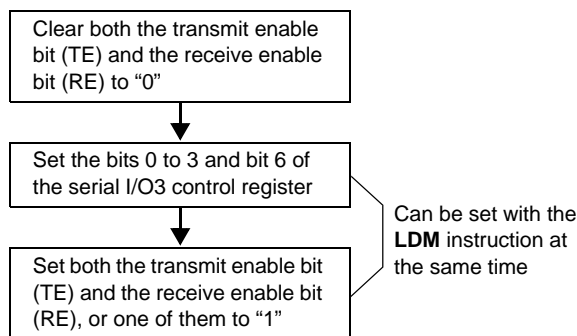 Clear both the transmit enable
bit (TE) and the receive enable
bit (RE) to “0”
Set the bits 0 to 3 and bit 6 of
the serial I/O3 control register
Can be set with the
LDM instruction at
the same time
Set both the transmit enable bit
(TE) and the receive enable bit
(RE), or one of them to “1”